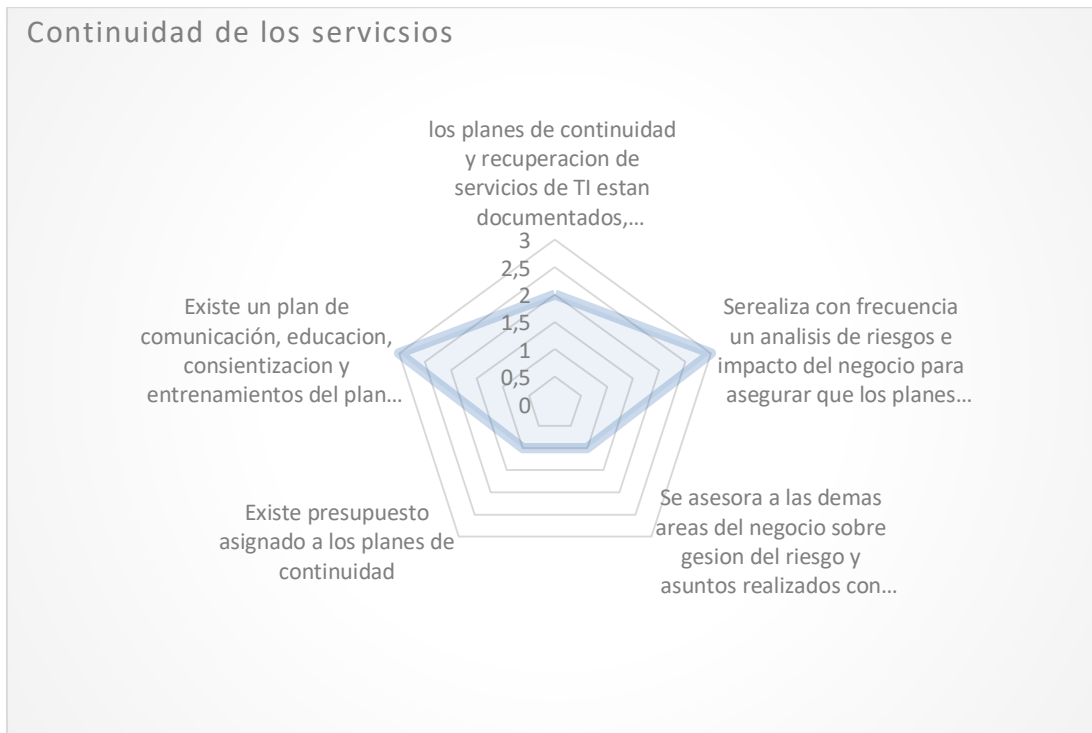 Continuidad de los servicsios
los planes de continuidad
y recuperacion de
servicios de TI estan
documentados,...
3
2,5
2
1,5
1
0,5
0
Serealiza con frecuencia
un analisis de riesgos e
impacto del negocio para
asegurar que los planes...
Se asesora a las demas
areas del negocio sobre
gesion del riesgo y
asuntos realizados con...
Existe presupuesto
asignado a los planes de
continuidad
Existe un plan de
comunicación, educacion,
consientizacion y
entrenamientos del plan...